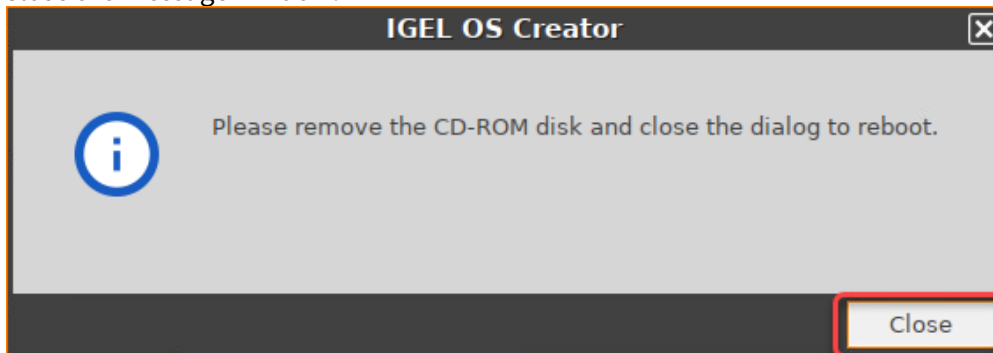 IGEL OS Creator
Please remove the CD-ROM disk and close the dialog to reboot.
Close